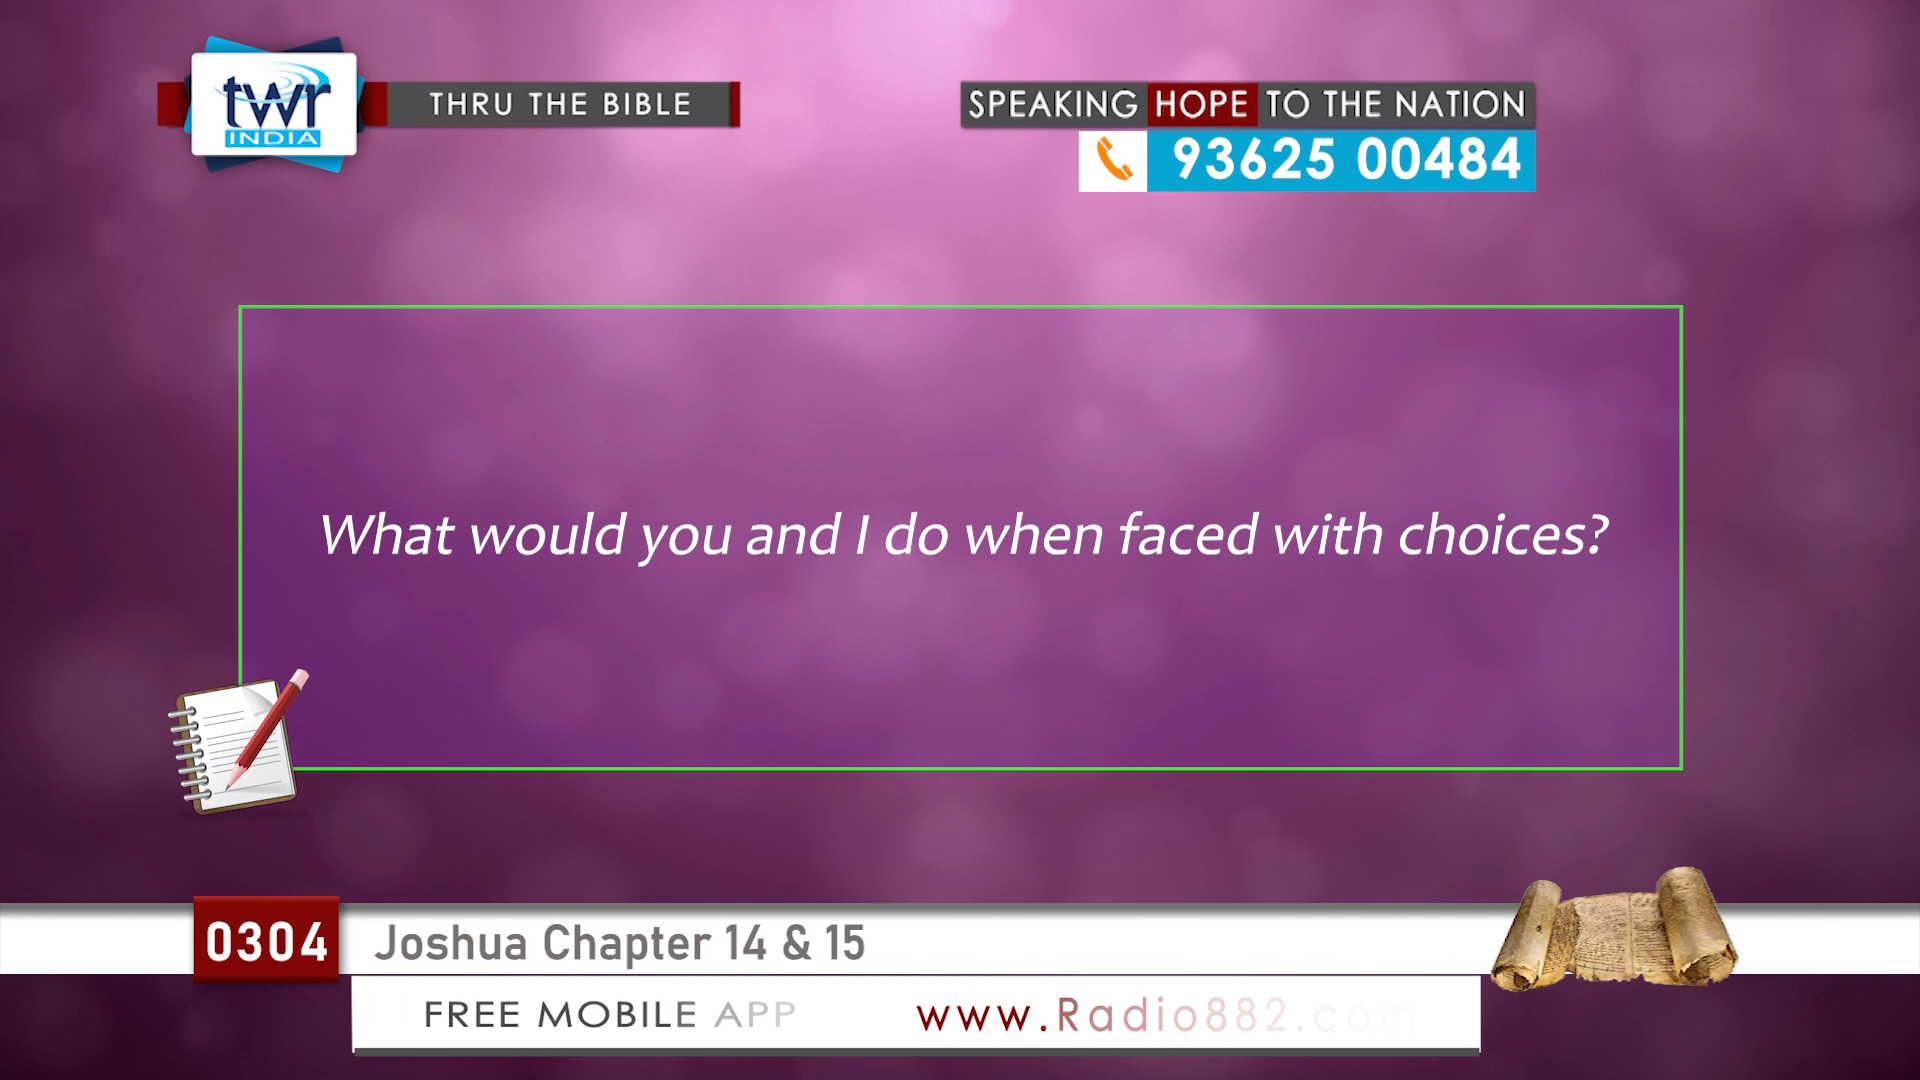 twr
INDIA
THRU THE BIBLE
SPEAKING HOPE TO THE NATION
93625 00484
What would you and I do when faced with choices?
0304
Joshua Chapter 14 & 15
FREE MOBILE APP
www.Radio882.com